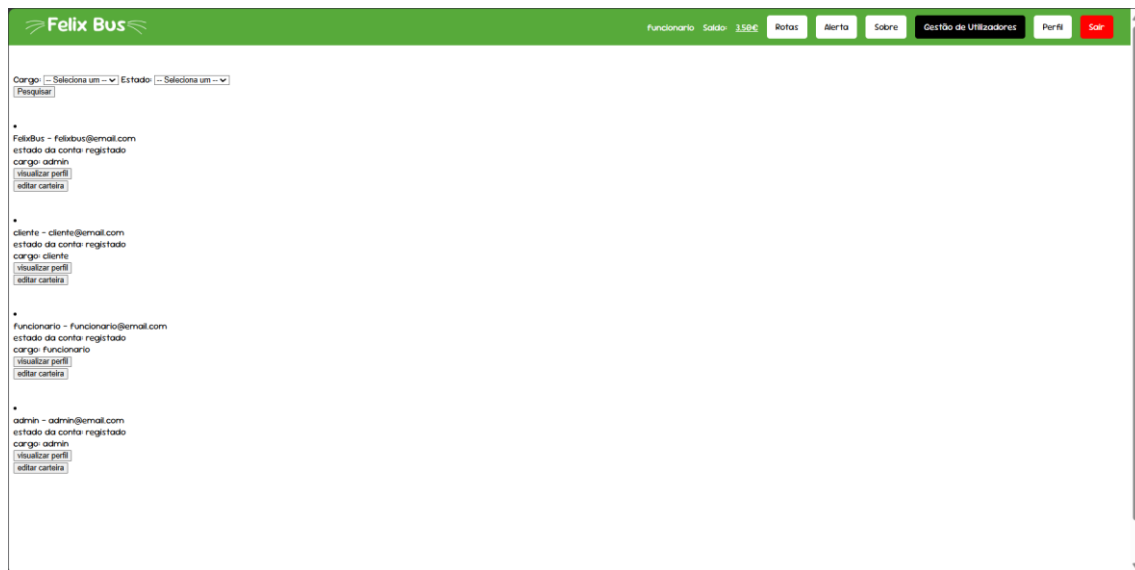 Felix Bus
funcionario Saldo: 3.50€ Rotas Alerta Sobre Gestão de Utilizadores Perfil Sair
Cargo: -- Seleciona um -- Estado: -- Seleciona um --
Pesquisar
FelixBus - felixbus@email.com
estado da conta: registado
cargo: admin
visualizar perfil
editar carteira
cliente - cliente@email.com
estado da conta: registado
cargo: cliente
visualizar perfil
editar carteira
funcionario - funcionario@email.com
estado da conta: registado
cargo: funcionario
visualizar perfil
editar carteira
admin - admin@email.com
estado da conta: registado
cargo: admin
visualizar perfil
editar carteira